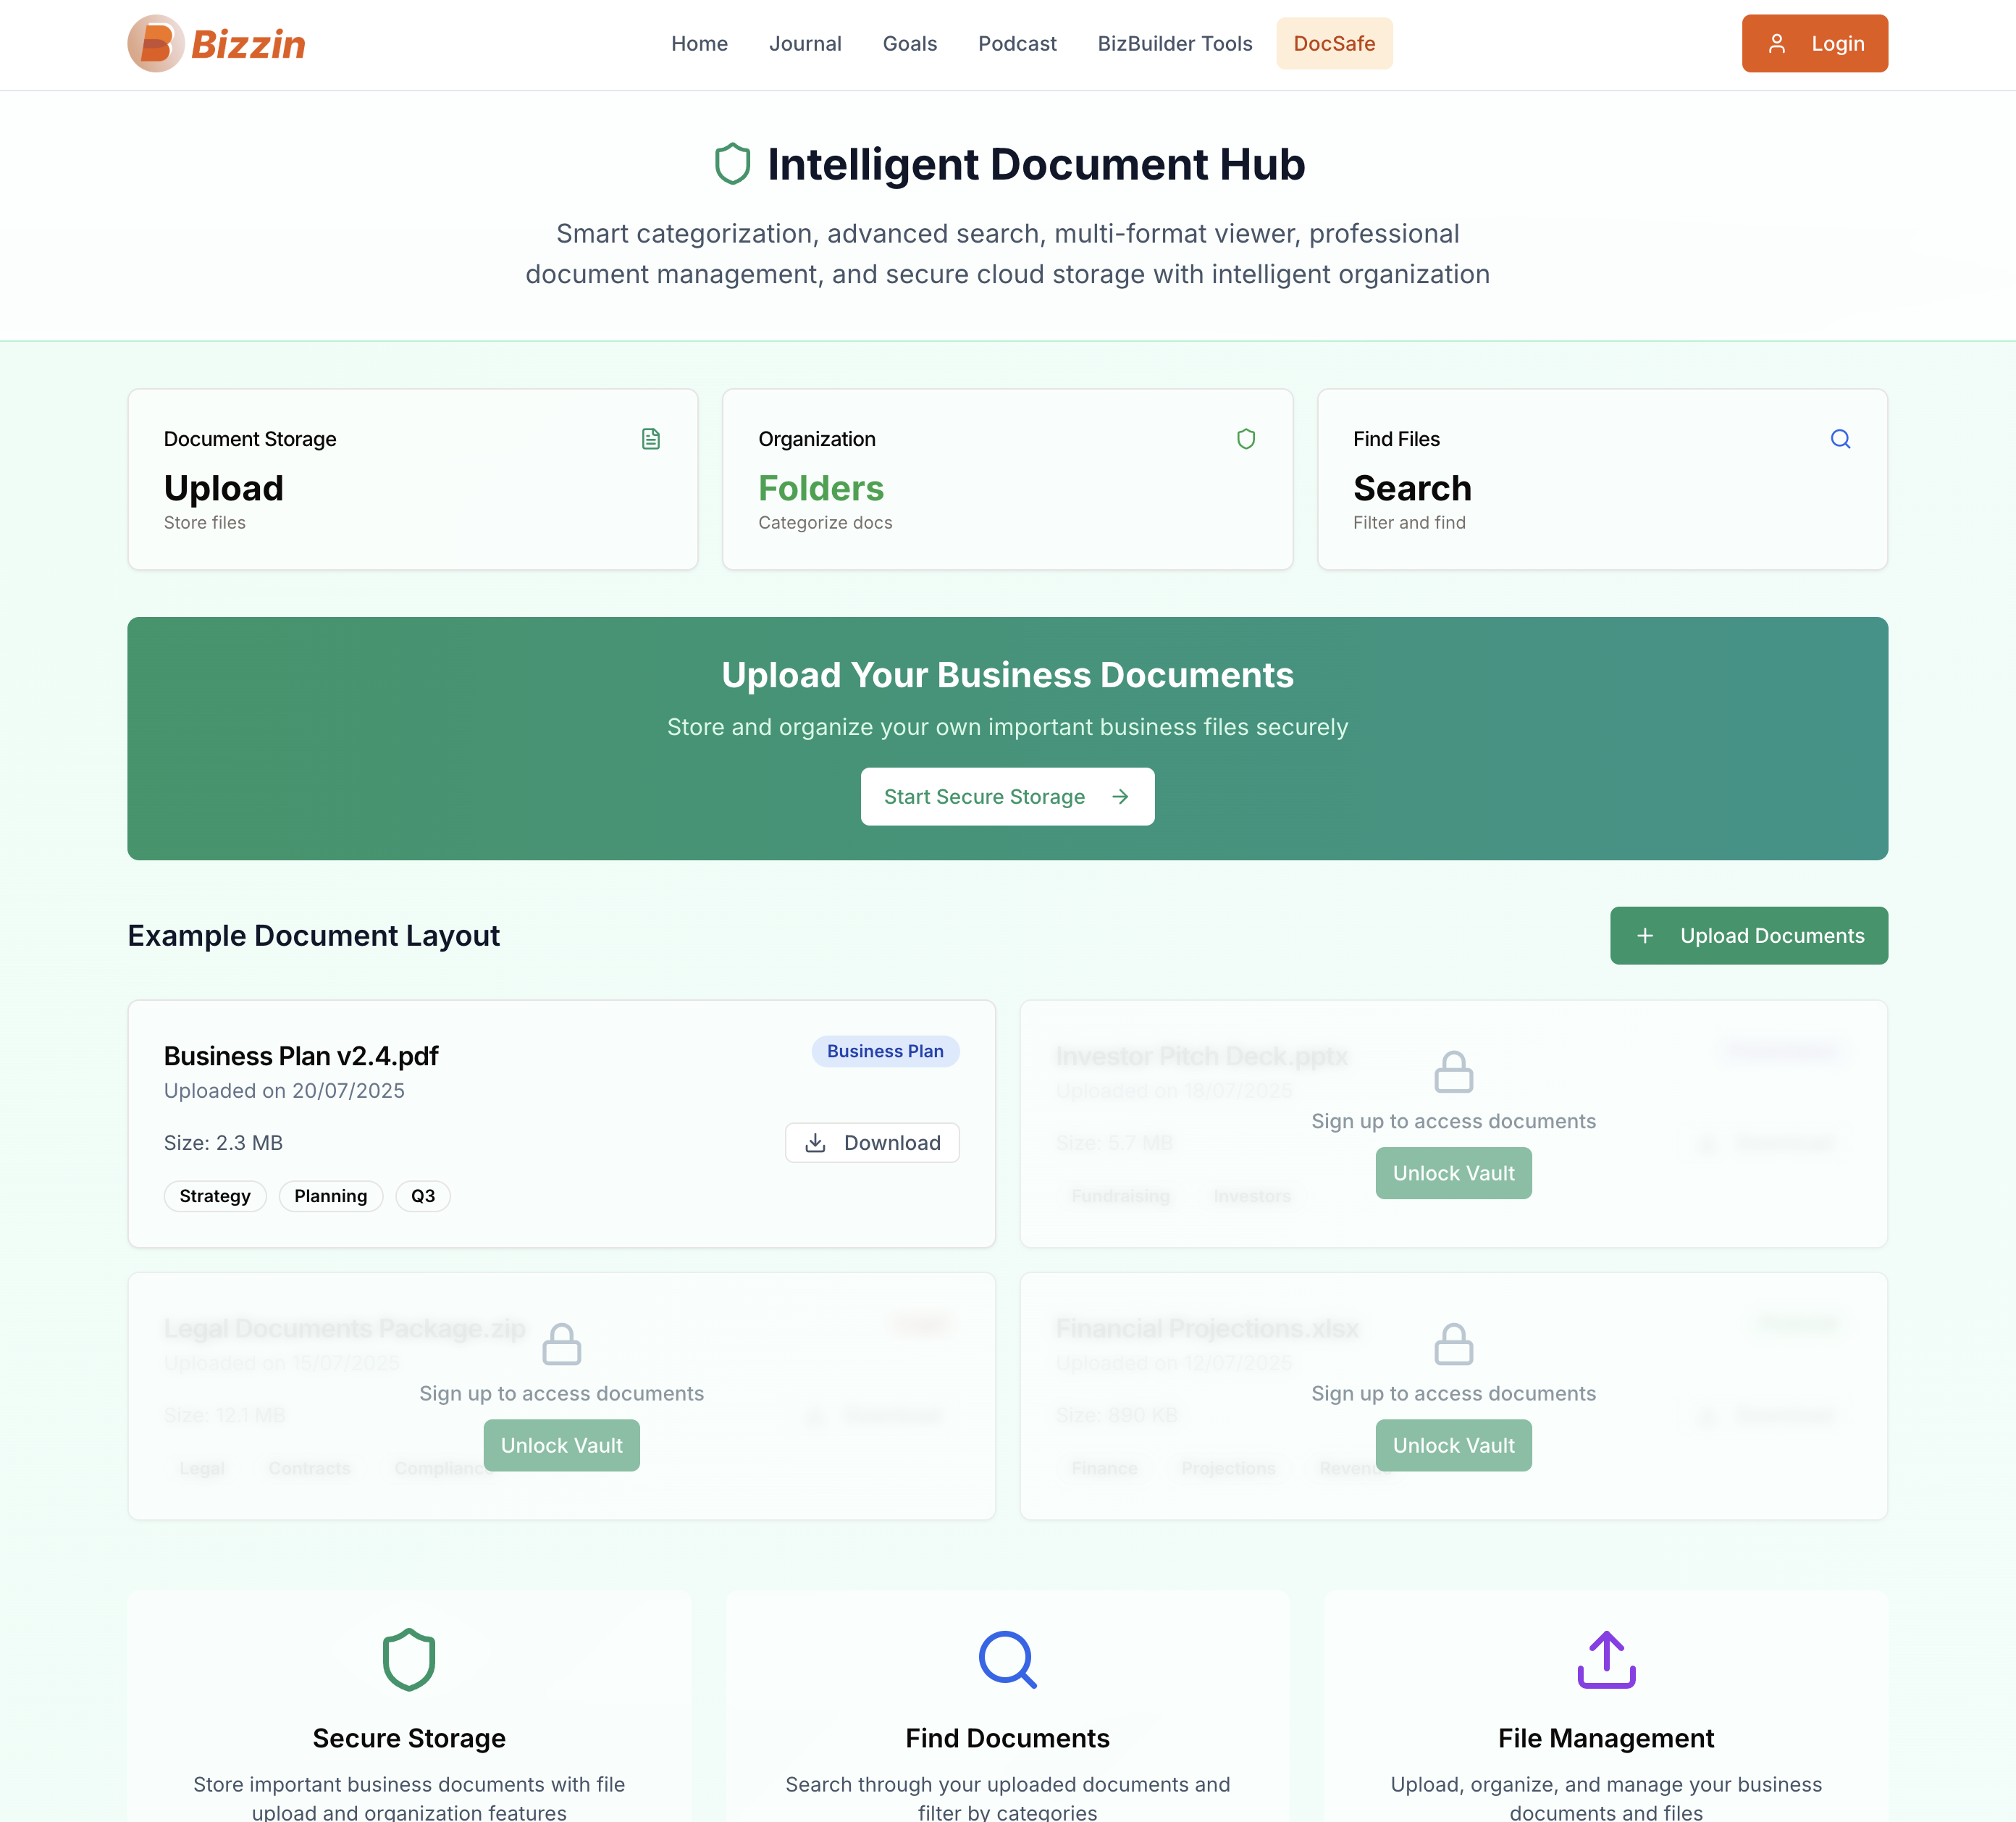 Bizzin
Home
Journal
Goals
Podcast
BizBuilder Tools
DocSafe
Login
Intelligent Document Hub
Smart categorization, advanced search, multi-format viewer, professional
document management, and secure cloud storage with intelligent organization
Document Storage
Upload
Store files
Organization
Folders
Categorize docs
Find Files
Search
Filter and find
Upload Your Business Documents
Store and organize your own important business files securely
Start Secure Storage
Example Document Layout
Upload Documents
Business Plan v2.4.pdf
Business Plan
Uploaded on 20/07/2025
Size: 2.3 MB
Download
Strategy
Planning
Q3
Investor Pitch Deck.pptx
Uploaded on 18/07/2025
Size: 5.7 MB
Fundraising
Investors
Sign up to access documents
Unlock Vault
Legal Documents Package.zip
Uploaded on 15/07/2025
Size: 12.1 MB
Legal
Contracts
Compliance
Sign up to access documents
Unlock Vault
Financial Projections.xlsx
Uploaded on 12/07/2025
Size: 890 KB
Finance
Projections
Revenue
Sign up to access documents
Unlock Vault
Secure Storage
Store important business documents with file
upload and organization features
Find Documents
Search through your uploaded documents and
filter by categories
File Management
Upload, organize, and manage your business
documents and files